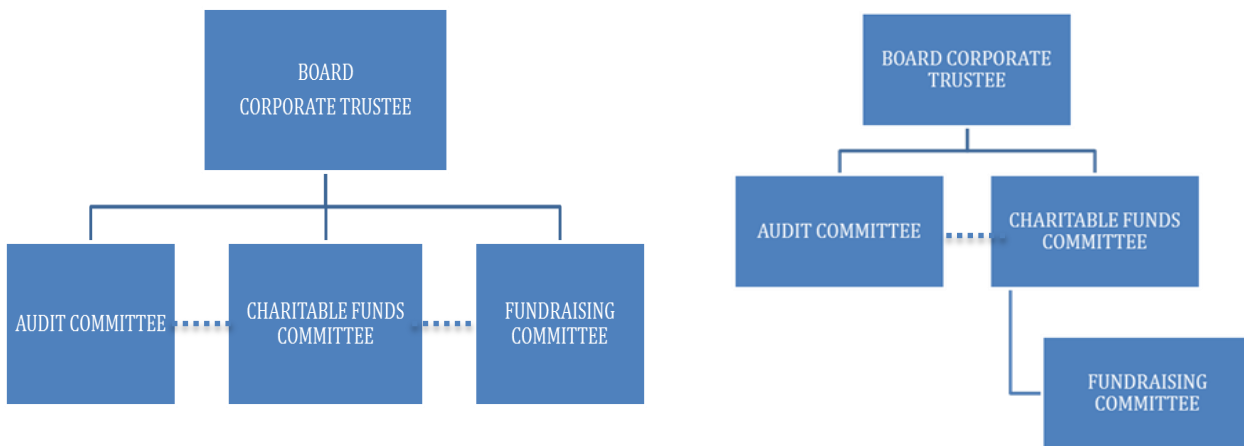 BOARD
CORPORATE TRUSTEE
AUDIT COMMITTEE
CHARITABLE FUNDS
COMMITTEE
FUNDRAISING
COMMITTEE
BOARD CORPORATE
TRUSTEE
AUDIT COMMITTEE
CHARITABLE FUNDS
COMMITTEE
FUNDRAISING
COMMITTEE